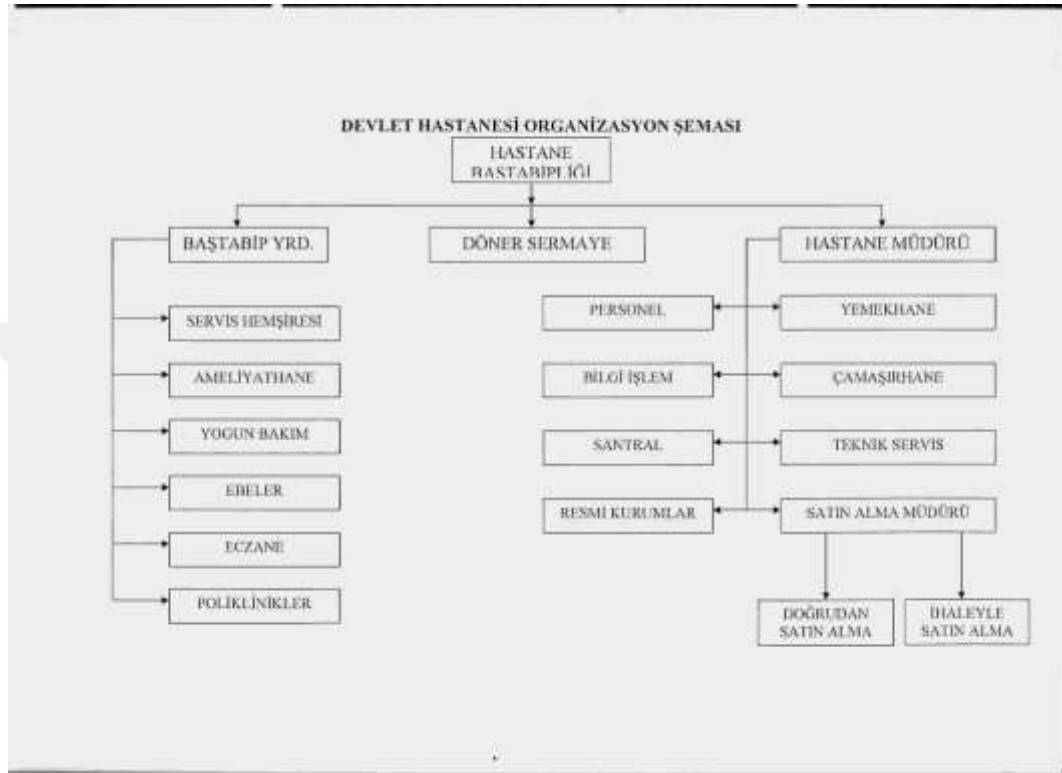 DEVLET HASTANESİ ORGANİZASYON ŞEMASI
HASTANE
BAŞTABİPLİĞİ
BAŞTABİP YRD.
DÖNER SERMAYE
HASTANE MÜDÜRÜ
SERVİS HEMŞİRESİ
AMELİYATHANE
YOGUN BAKIM
EBELER
ECZANE
POLİKLİNİKLER
PERSONEL
BİLGİ İŞLEM
SANTRAL
RESMİ KURUMLAR
YEMEKHANE
ÇAMAŞIRHANE
TEKNİK SERVİS
SATIN ALMA MÜDÜRÜ
DOĞRUDAN
SATIN ALMA
İHALEYLE
SATIN ALMA